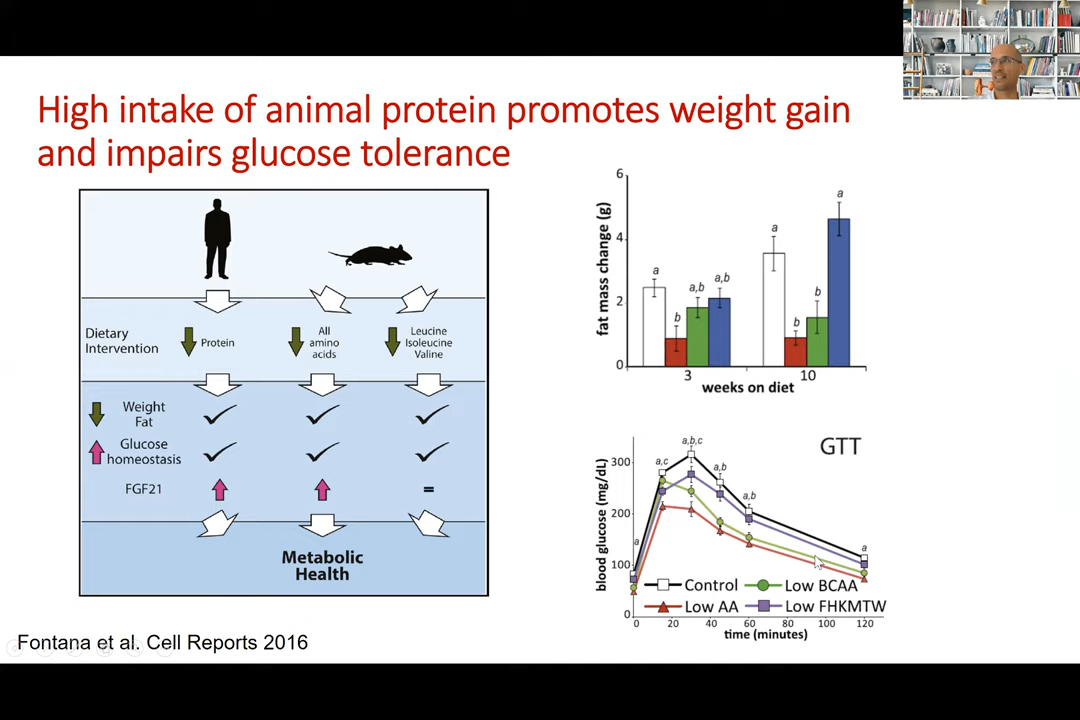 High intake of animal protein promotes weight gain
and impairs glucose tolerance
Dietary
Intervention
Protein
All
amino
acids
Leucine
Isoleucine
Valine
Weight
Fat
Glucose
homeostasis
FGF21
=
Metabolic
Health
Fontana et al. Cell Reports 2016
fat mass change (g)
6
4
2
0
a
b
a,b
a,b
a
b
b
a
3
10
weeks on diet
GTT
blood glucose (mg/dL)
300
200
100
0
a
a,c
a,b,c
a,b
a,b
a
Control
Low BCAA
Low AA
Low FHKMTW
0 20 40 60 80 100 120
time (minutes)